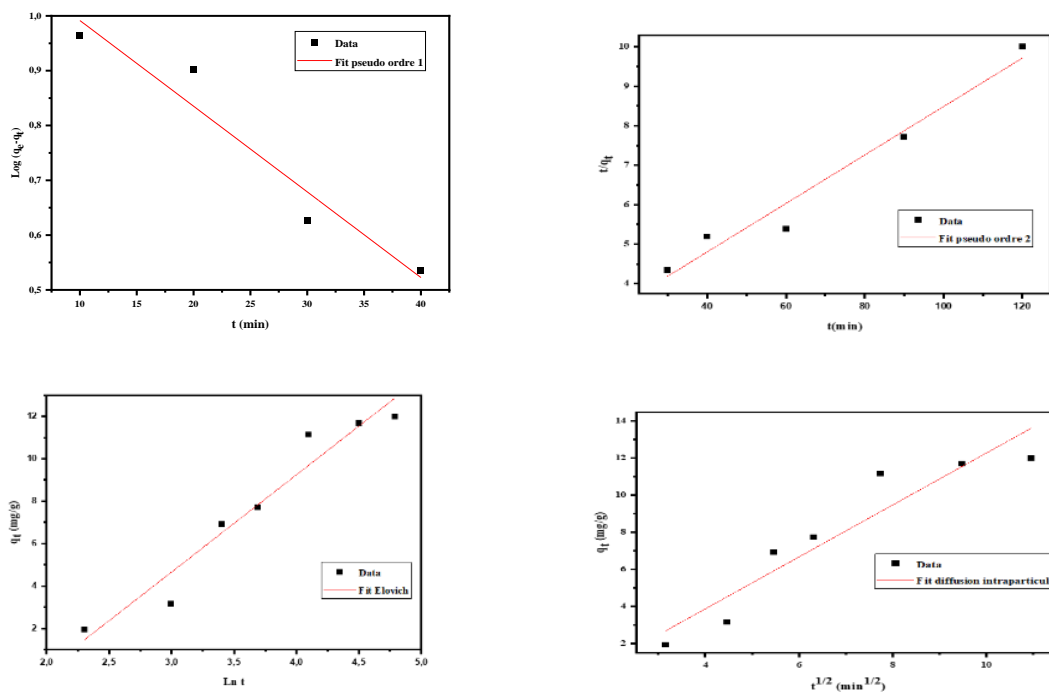 1,0
0,9
0,8
0,7
0,6
0,5
Log (qe-qt)
Data
Fit pseudo ordre 1
10 15 20 25 30 35 40
t (min)
10
9
8
7
6
5
4
t/qt
Data
Fit pseudo ordre 2
40 60 80 100 120
t(min)
12
10
8
6
4
2
qt (mg/g)
Data
Fit Elovich
2,0 2,5 3,0 3,5 4,0 4,5 5,0
Ln t
14
12
10
8
6
4
2
qt (mg/g)
Data
Fit diffusion intraparticul
4 6 8 10
t1/2 (min1/2)